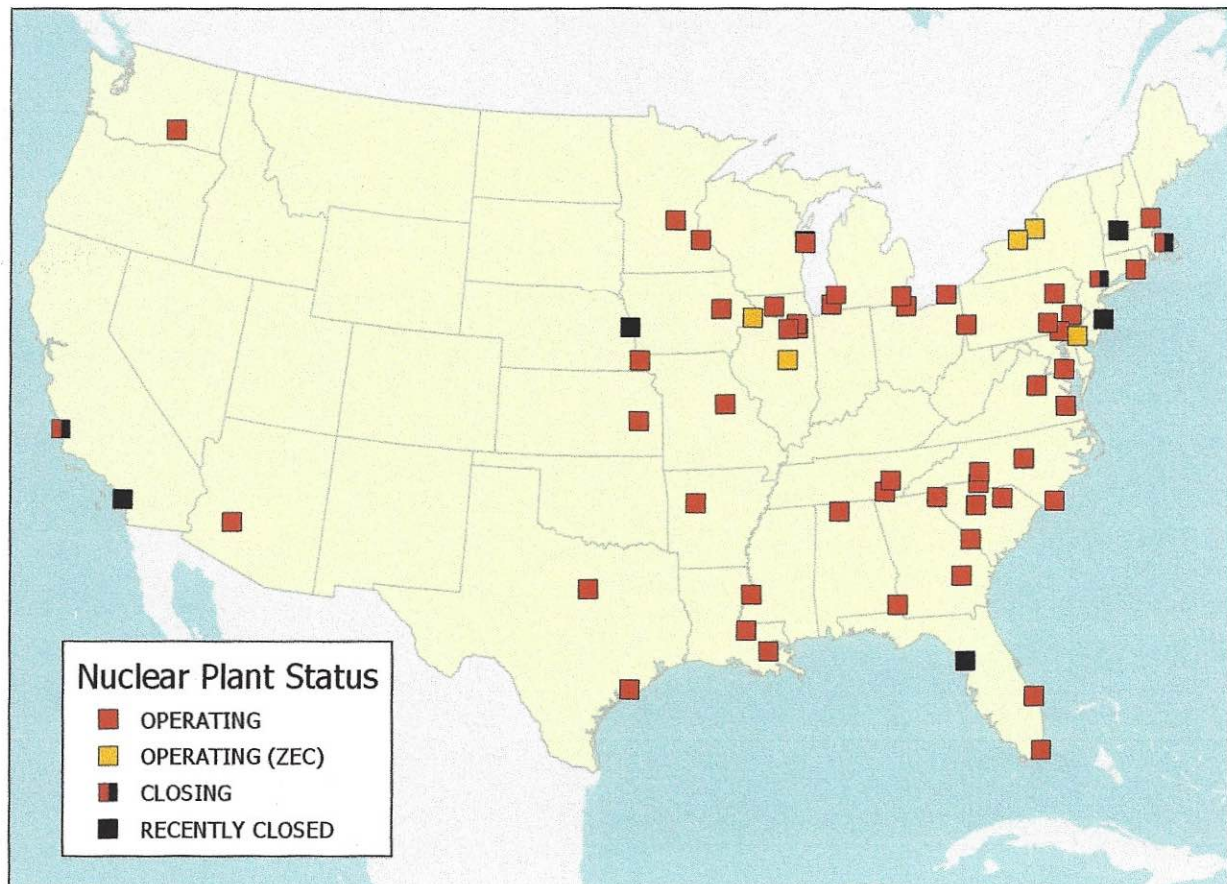 Nuclear Plant Status
OPERATING
OPERATING (ZEC)
CLOSING
RECENTLY CLOSED